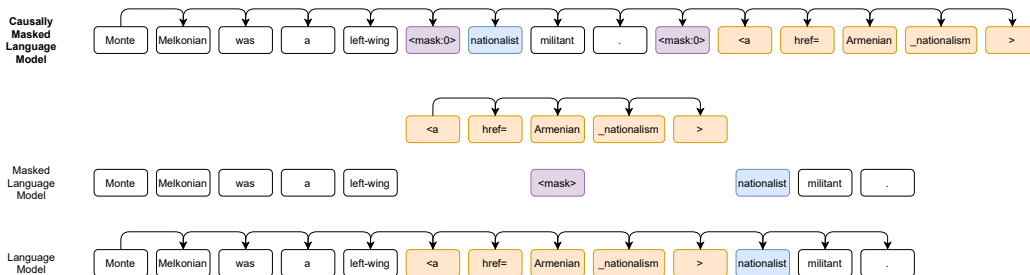 Causally
Masked
Language
Model
Monte Melkonian was a left-wing <mask:0> nationalist militant . <mask:0> <a href= Armenian _nationalism >
<a href= Armenian _nationalism >
Masked
Language
Model
Monte Melkonian was a left-wing <mask> nationalist militant .
Language
Model
Monte Melkonian was a left-wing <a href= Armenian _nationalism > nationalist militant .